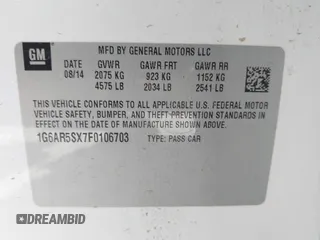 GM
MFD BY GENERAL MOTORS LLC
DATE GVWR GAWR FRT GAWR RR
08/14 2075 KG 923 KG 1152 KG
4575 LB 2034 LB 2541 LB
THIS VEHICLE CONFORMS TO ALL APPLICABLE U.S. FEDERAL MOTOR
VEHICLE SAFETY, BUMPER, AND THEFT PREVENTION STANDARDS
IN EFFECT ON THE DATE OF MANUFACTURE SHOWN ABOVE.
1G6AR5SX7F0106703 TYPE: PASS CAR
IDEABID.COM